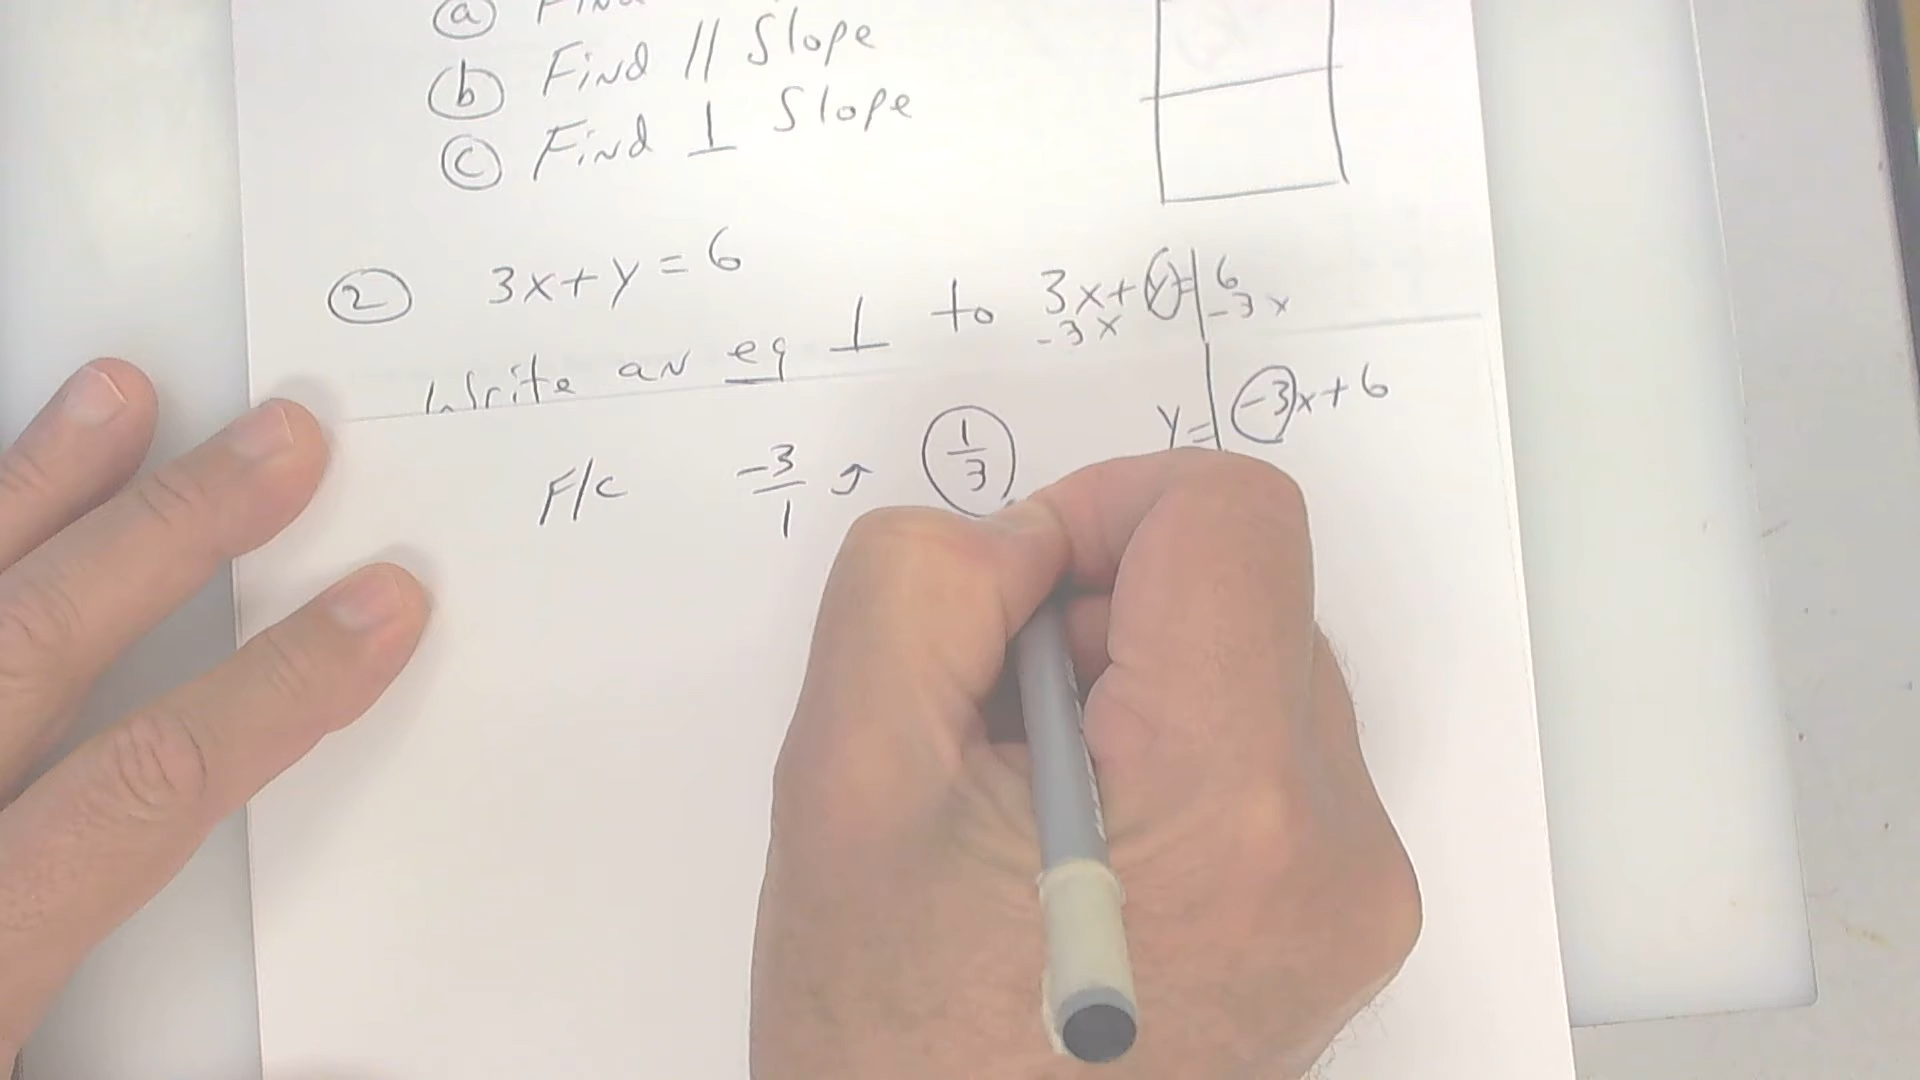 (a) Find
(b) Find // Slope
(c) Find ⊥ Slope
(2) 3x+y=6
Write an eq ⊥ to 3x+y=6
-3x -3x
y=-3x+6
F/c -3/1 1/3